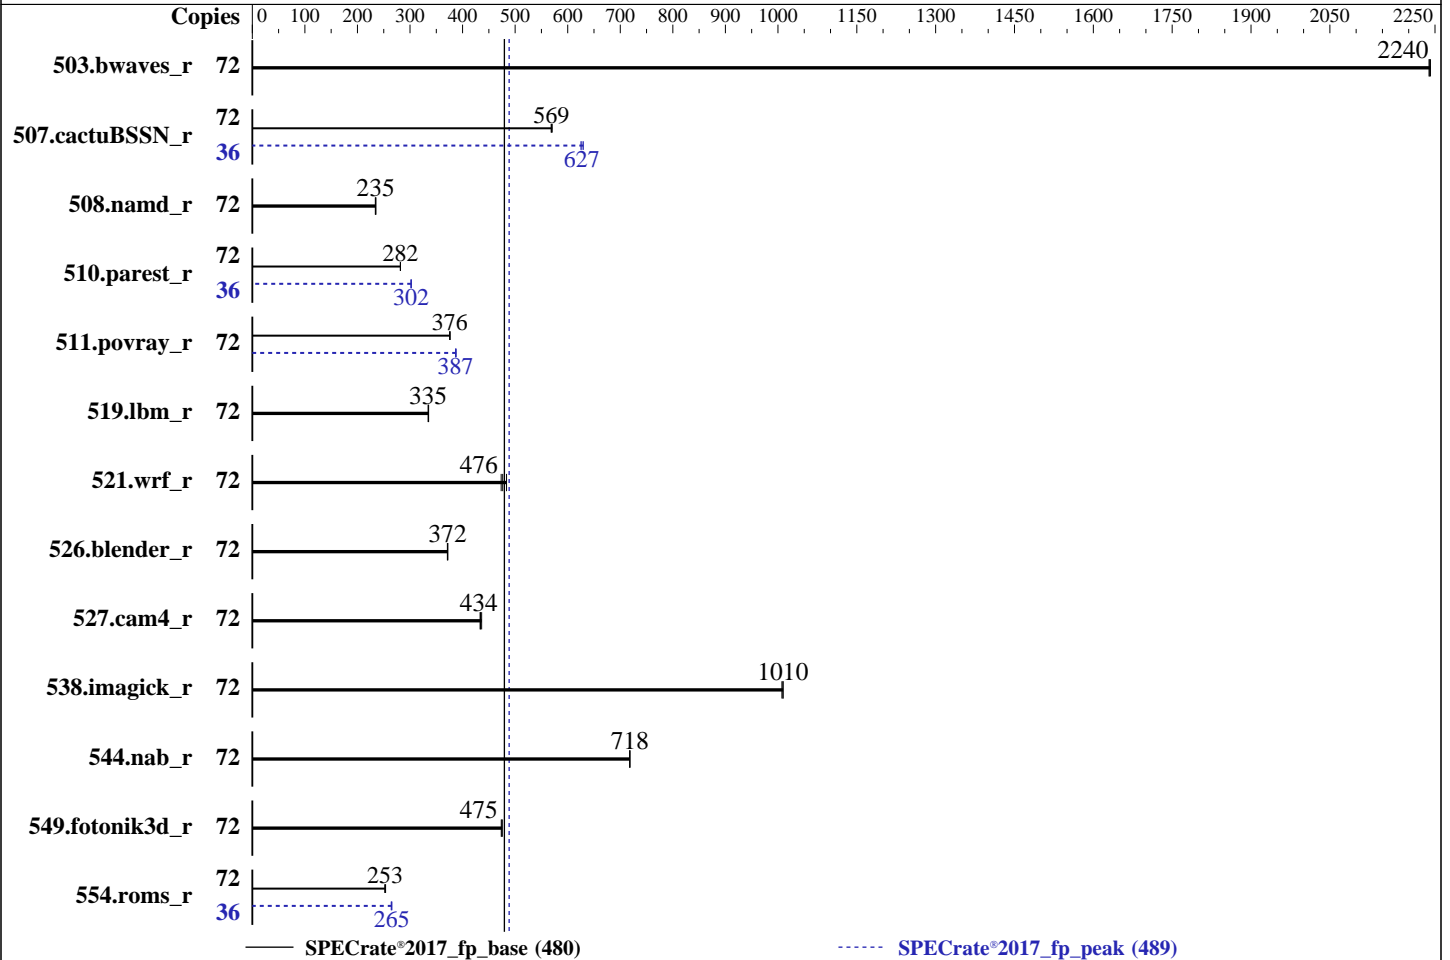 Copies 0 100 200 300 400 500 600 700 800 900 1000 1150 1300 1450 1600 1750 1900 2050 2250
503.bwaves_r 72 2240
507.cactuBSSN_r 72 569
36 627
508.namd_r 72 235
510.parest_r 72 282
36 302
511.povray_r 72 376
387
519.lbm_r 72 335
521.wrf_r 72 476
526.blender_r 72 372
527.cam4_r 72 434
538.imagick_r 72 1010
544.nab_r 72 718
549.fotonik3d_r 72 475
554.roms_r 72 253
36 265
SPECrate®2017_fp_base (480) SPECrate®2017_fp_peak (489)